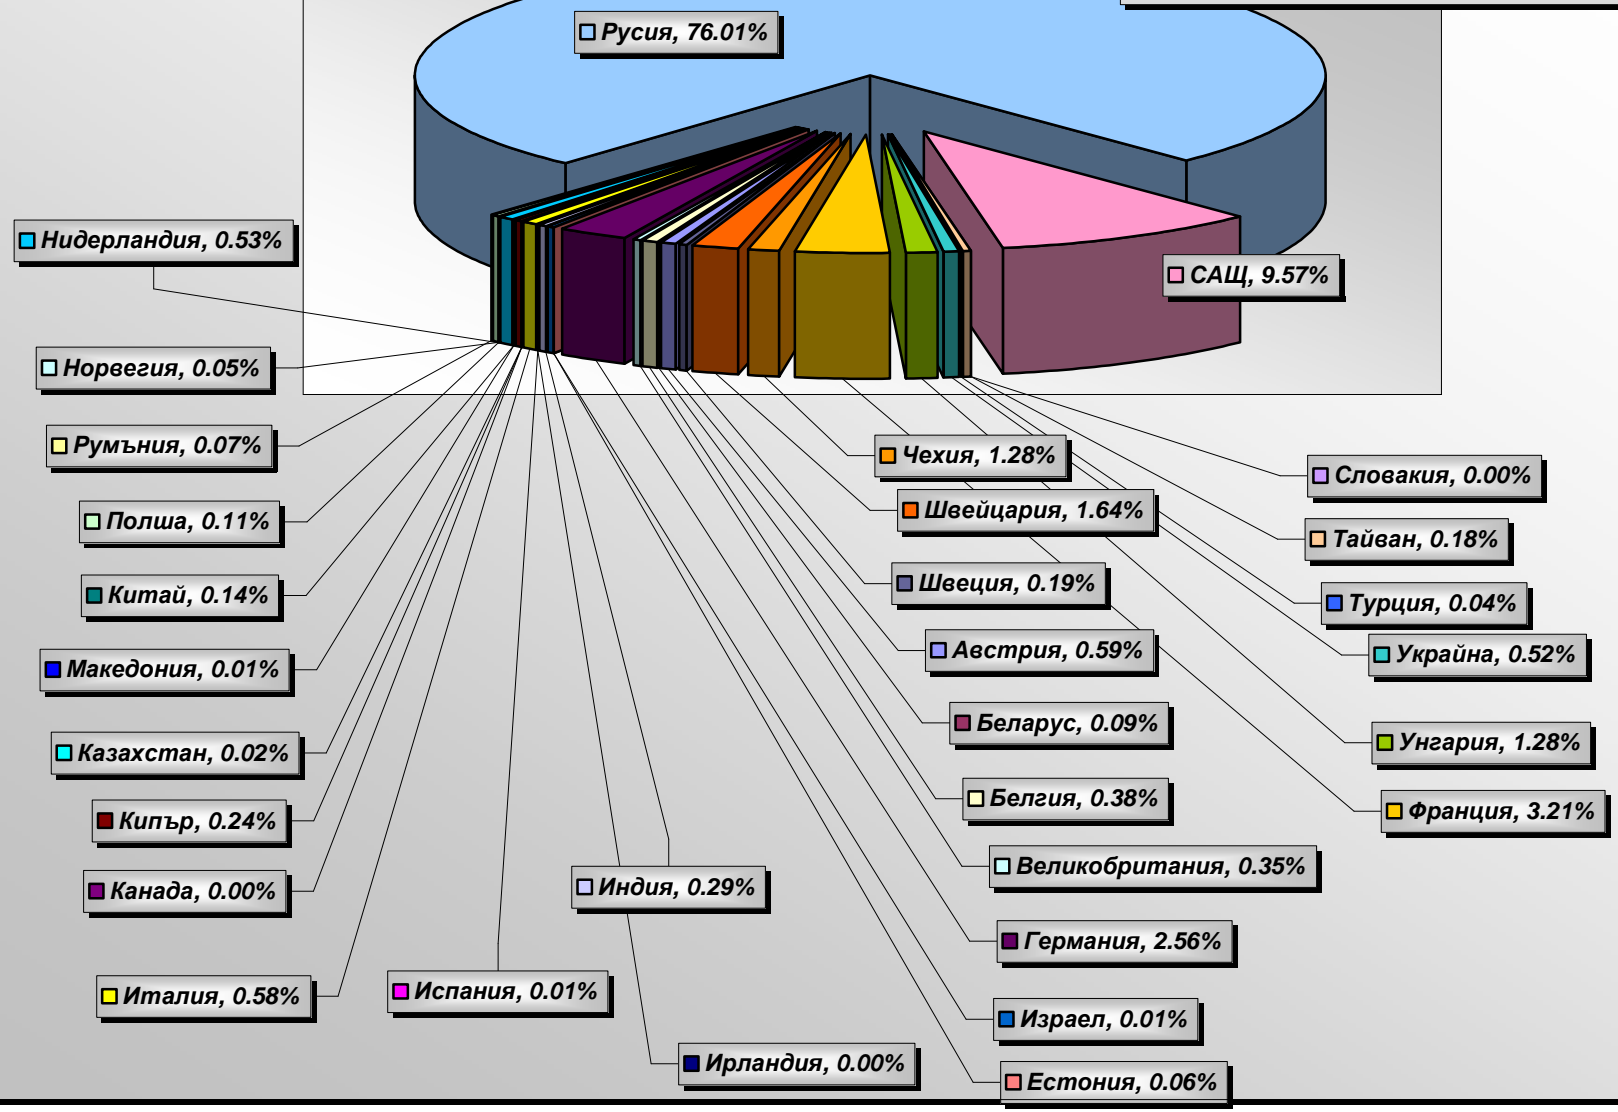 Русия, 76.01%
Нидерландия, 0.53%
САЩ, 9.57%
Норвегия, 0.05%
Румъния, 0.07%
Чехия, 1.28%
Словакия, 0.00%
Полша, 0.11%
Швейцария, 1.64%
Тайван, 0.18%
Китай, 0.14%
Швеция, 0.19%
Турция, 0.04%
Македония, 0.01%
Австрия, 0.59%
Украйна, 0.52%
Беларус, 0.09%
Унгария, 1.28%
Казахстан, 0.02%
Белгия, 0.38%
Франция, 3.21%
Кипър, 0.24%
Великобритания, 0.35%
Канада, 0.00%
Индия, 0.29%
Германия, 2.56%
Италия, 0.58%
Испания, 0.01%
Израел, 0.01%
Ирландия, 0.00%
Естония, 0.06%